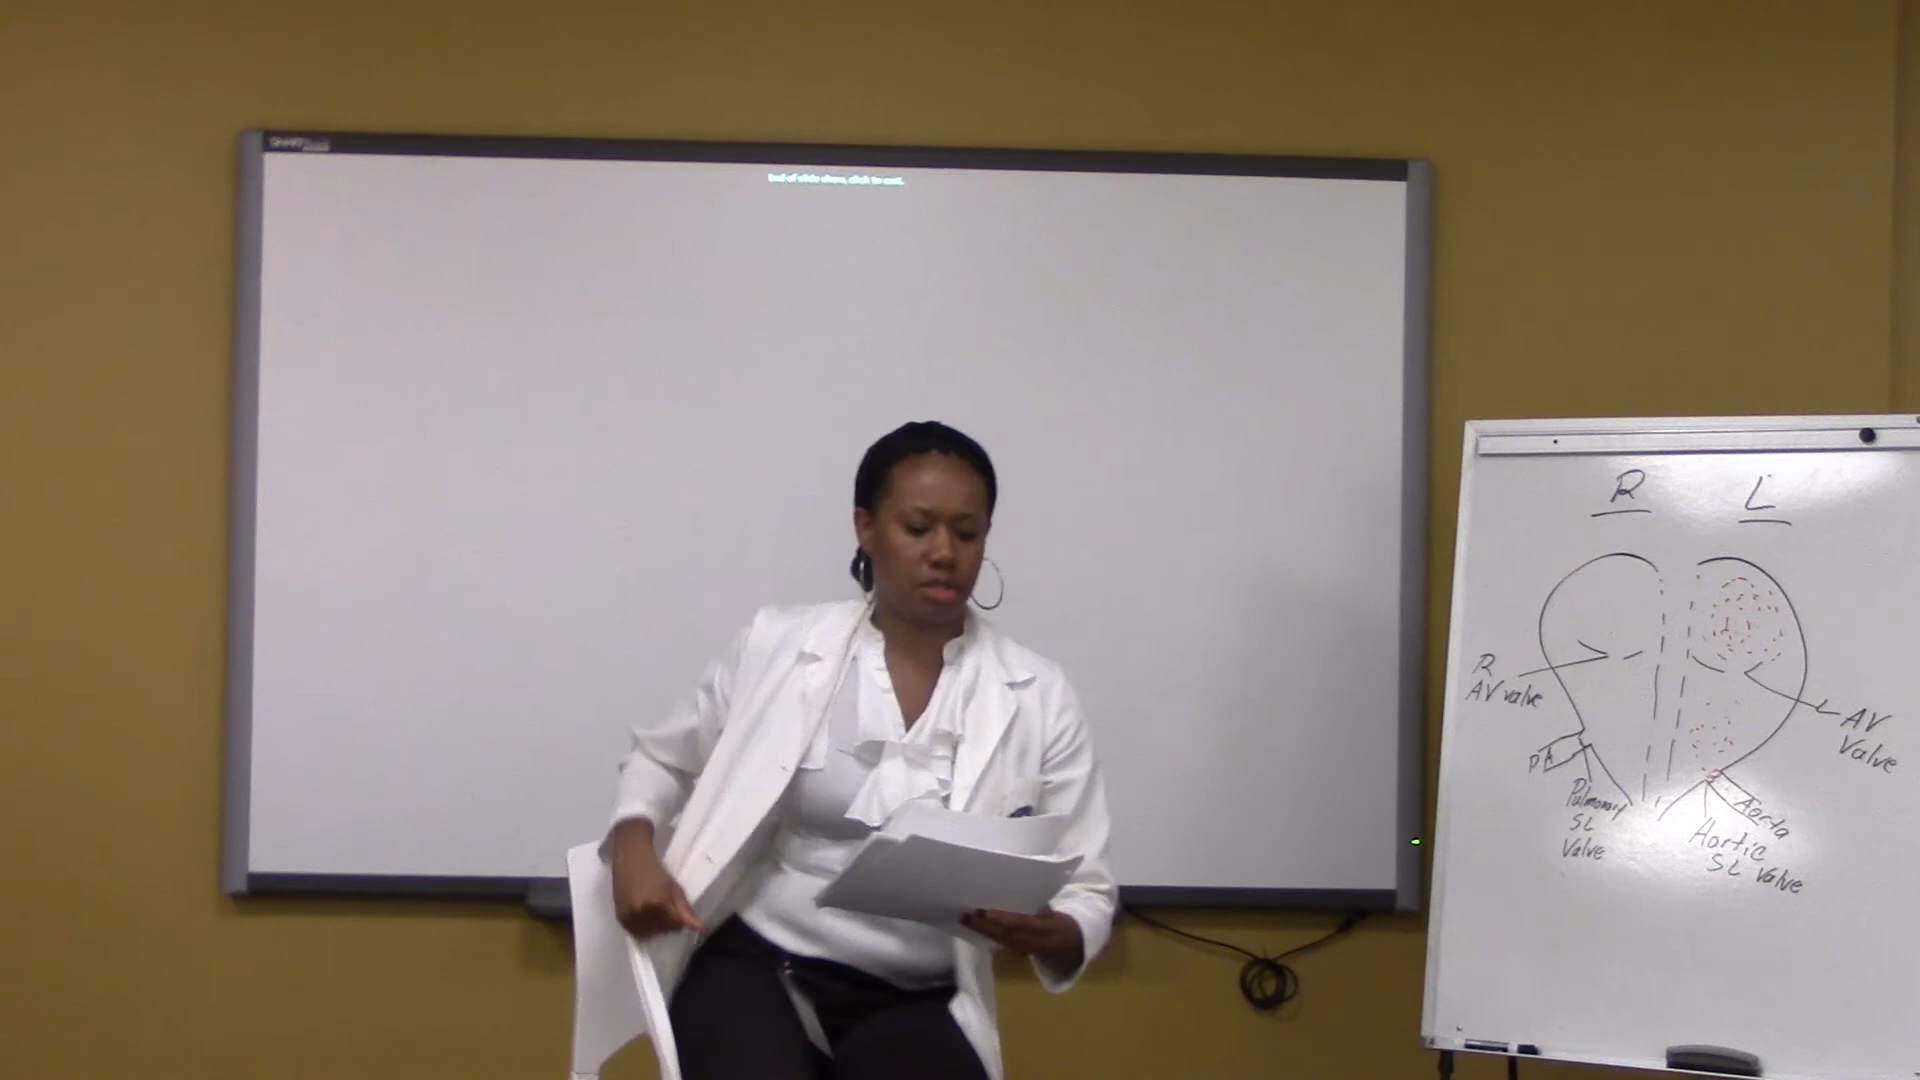 SMART
End of slide show, click to exit.
R
L
R
AV valve
L AV
Valve
PA
Pulmonary
SL
Valve
Aorta
Aortic
SL Valve